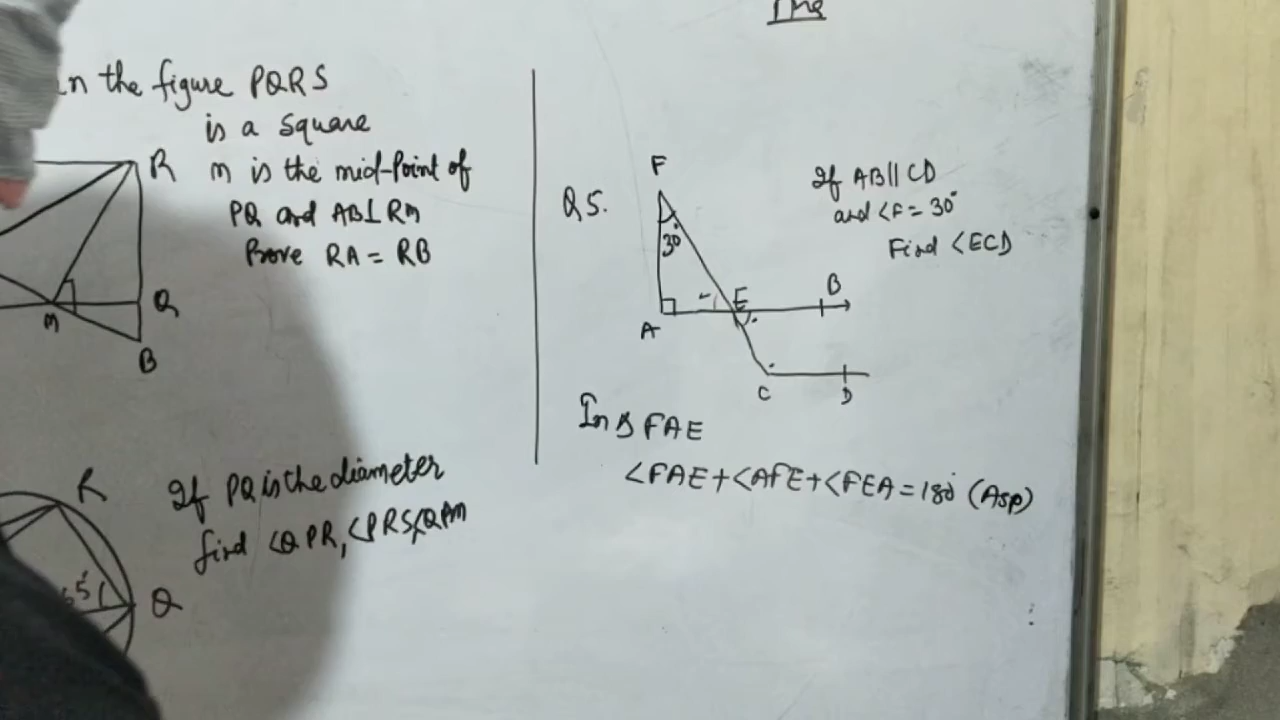 In the figure PQRS
is a square
M is the mid-Point of
PQ and AB⊥RM
Prove RA = RB
R
M
Q
B
If PQ is the diameter
find <QPR, <PRS, <QPM
R
65°
Q
Q5.
F
30°
A
E
B
C
D
If AB||CD
and <F = 30°
Find <ECD
In Δ FAE
<FAE+<AFE+<FEA=180° (Asp)